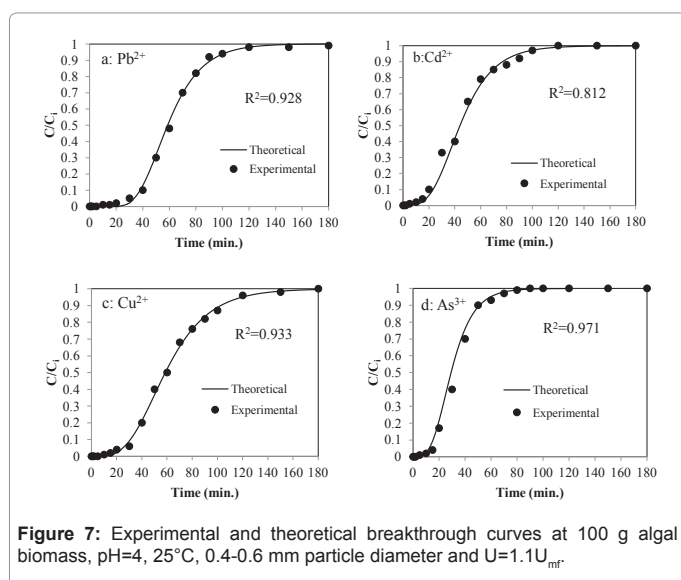 a: Pb²⁺
R²=0.928
Theoretical
Experimental
C/Cᵢ
1
0.9
0.8
0.7
0.6
0.5
0.4
0.3
0.2
0.1
0
0 20 40 60 80 100 120 140 160 180
Time (min.)
b:Cd²⁺
R²=0.812
Theoretical
Experimental
C/Cᵢ
1
0.9
0.8
0.7
0.6
0.5
0.4
0.3
0.2
0.1
0
0 20 40 60 80 100 120 140 160 180
Time (min.)
c: Cu²⁺
R²=0.933
Theoretical
Experimental
C/Cᵢ
1
0.9
0.8
0.7
0.6
0.5
0.4
0.3
0.2
0.1
0
0 20 40 60 80 100 120 140 160 180
Time (min.)
d: As³⁺
R²=0.971
Theoretical
Experimental
C/Cᵢ
1
0.9
0.8
0.7
0.6
0.5
0.4
0.3
0.2
0.1
0
0 20 40 60 80 100 120 140 160 180
Time (min.)
Figure 7: Experimental and theoretical breakthrough curves at 100 g algal
biomass, pH=4, 25°C, 0.4-0.6 mm particle diameter and U=1.1U_mf.